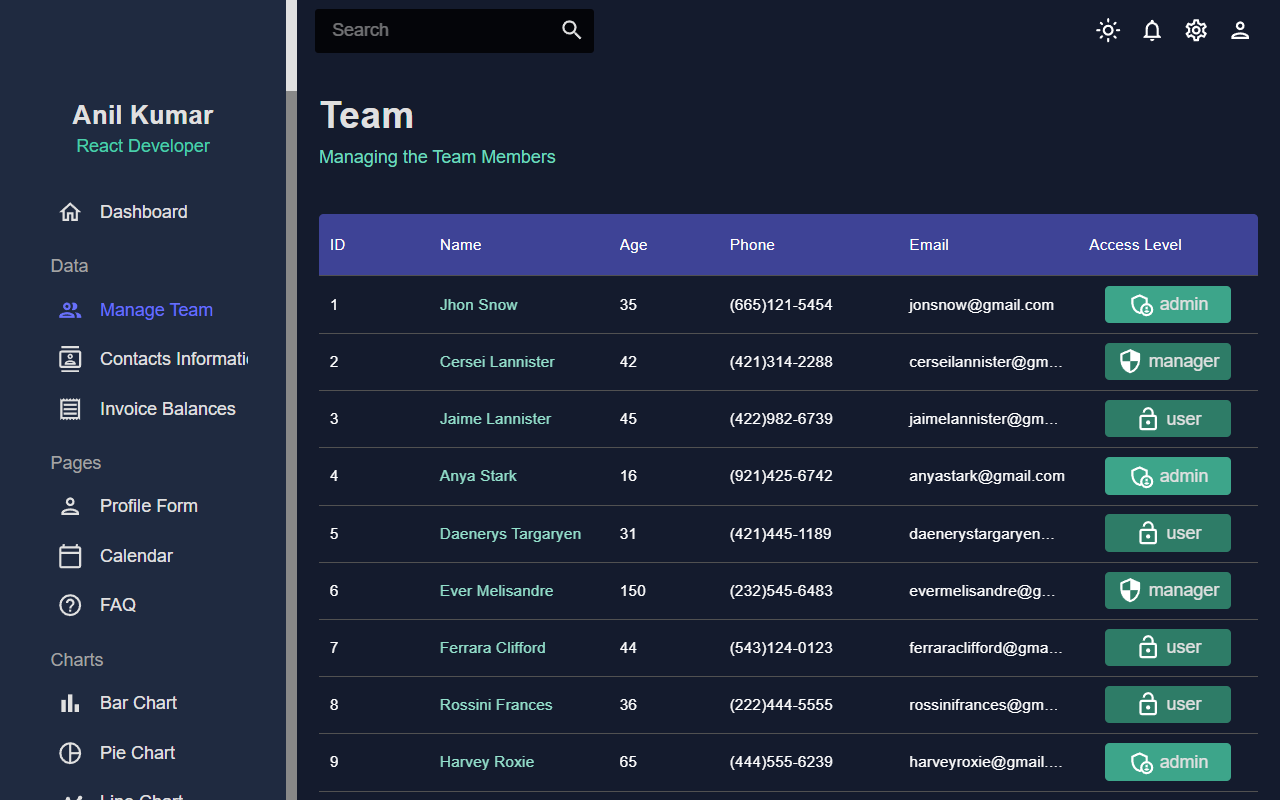 Search
Anil Kumar
React Developer
Dashboard
Data
Manage Team
Contacts Informati
Invoice Balances
Pages
Profile Form
Calendar
FAQ
Charts
Bar Chart
Pie Chart
Line Chart
Team
Managing the Team Members
ID Name Age Phone Email Access Level
1 Jhon Snow 35 (665)121-5454 jonsnow@gmail.com admin
2 Cersei Lannister 42 (421)314-2288 cerseilannister@gm... manager
3 Jaime Lannister 45 (422)982-6739 jaimelannister@gm... user
4 Anya Stark 16 (921)425-6742 anyastark@gmail.com admin
5 Daenerys Targaryen 31 (421)445-1189 daenerystargaryen... user
6 Ever Melisandre 150 (232)545-6483 evermelisandre@g... manager
7 Ferrara Clifford 44 (543)124-0123 ferraraclifford@gma... user
8 Rossini Frances 36 (222)444-5555 rossinifrances@gm... user
9 Harvey Roxie 65 (444)555-6239 harveyroxie@gmail.... admin